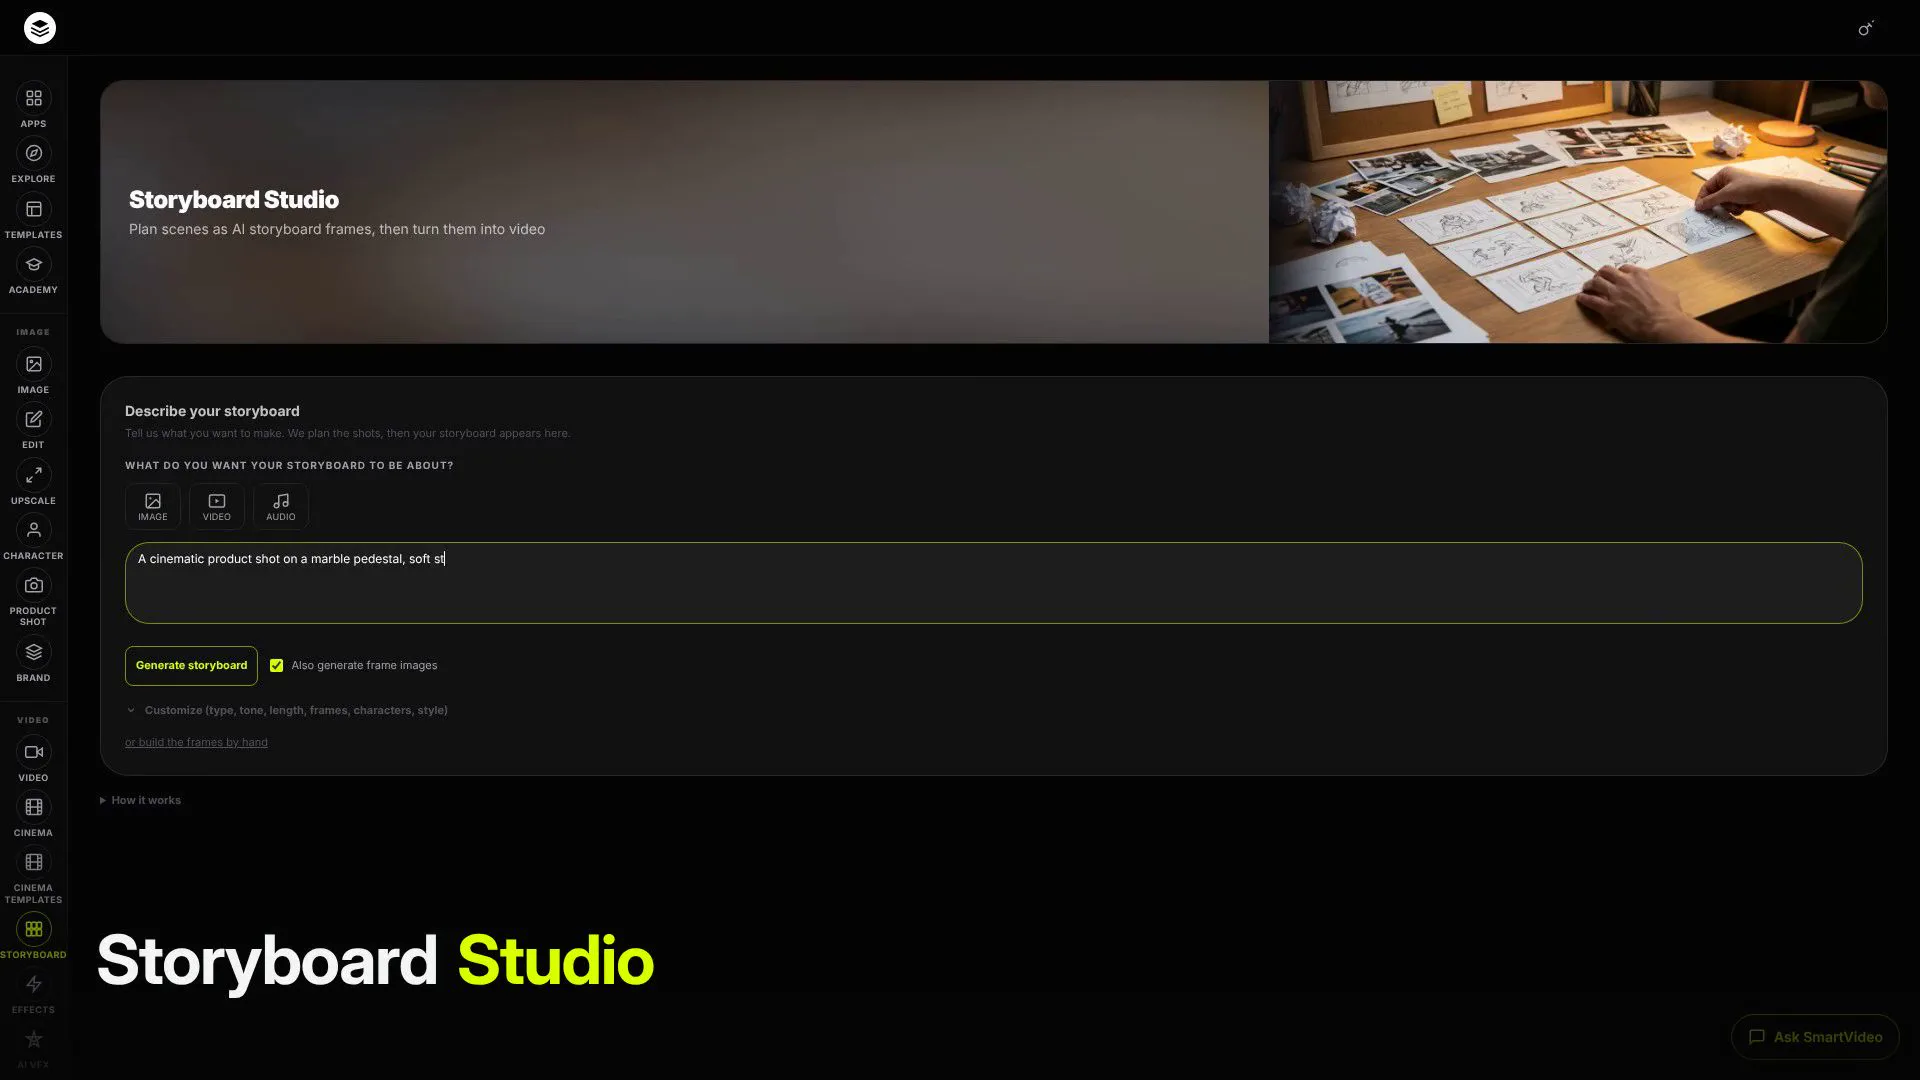 APPS
EXPLORE
TEMPLATES
ACADEMY
IMAGE
IMAGE
EDIT
UPSCALE
CHARACTER
PRODUCT
SHOT
BRAND
VIDEO
VIDEO
CINEMA
CINEMA
TEMPLATES
STORYBOARD
EFFECTS
AI VFX
Storyboard Studio
Plan scenes as AI storyboard frames, then turn them into video
Describe your storyboard
Tell us what you want to make. We plan the shots, then your storyboard appears here.
WHAT DO YOU WANT YOUR STORYBOARD TO BE ABOUT?
IMAGE
VIDEO
AUDIO
A cinematic product shot on a marble pedestal, soft st
Generate storyboard
Also generate frame images
Customize (type, tone, length, frames, characters, style)
or build the frames by hand
How it works
Storyboard Studio
Ask SmartVideo